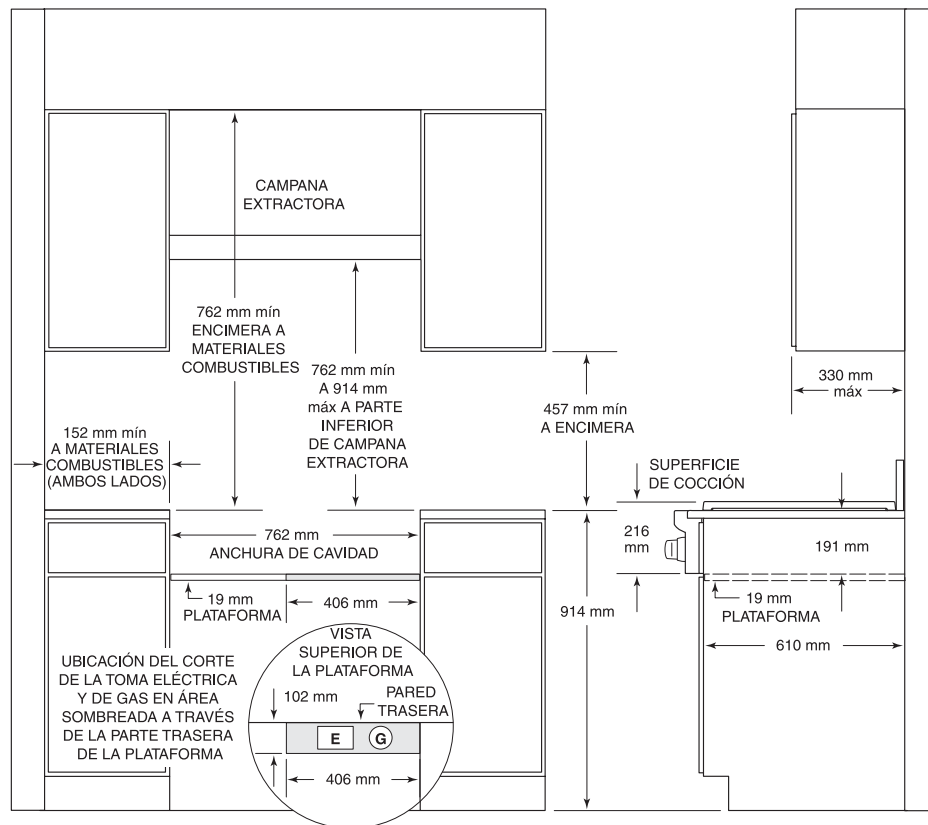 CAMPANA
EXTRACTORA
762 mm mín
ENCIMERA A
MATERIALES
COMBUSTIBLES
762 mm mín
A 914 mm
máx A PARTE
INFERIOR
DE CAMPANA
EXTRACTORA
152 mm mín
A MATERIALES
COMBUSTIBLES
(AMBOS LADOS)
457 mm mín
A ENCIMERA
330 mm
máx
SUPERFICIE
DE COCCIÓN
762 mm
ANCHURA DE CAVIDAD
216
mm
191 mm
19 mm
PLATAFORMA
406 mm
914 mm
19 mm
PLATAFORMA
610 mm
UBICACIÓN DEL CORTE
DE LA TOMA ELÉCTRICA
Y DE GAS EN ÁREA
SOMBREADA A TRAVÉS
DE LA PARTE TRASERA
DE LA PLATAFORMA
VISTA
SUPERIOR DE
LA PLATAFORMA
102 mm
PARED
TRASERA
E G
406 mm